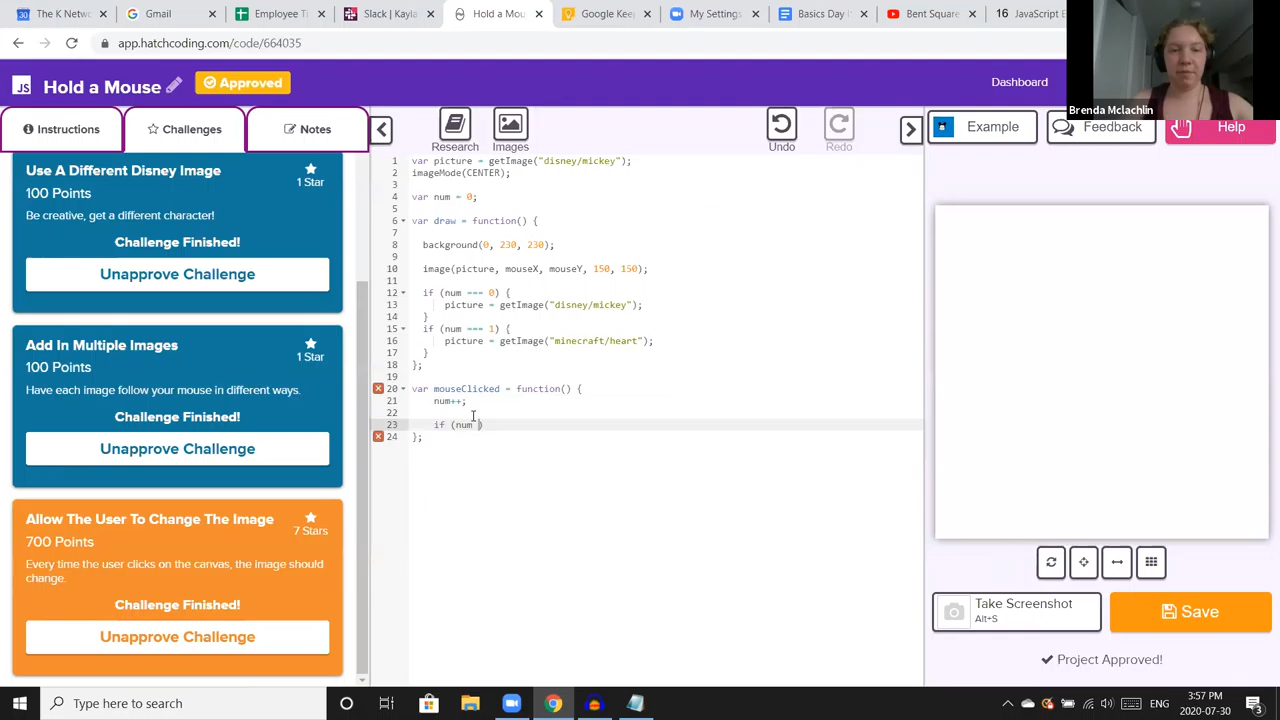 The K Netw
Gmail
Employee Ti
Slack | Kayla
Hold a Mou
Google Keep
My Settings
Basics Day I
Bent Square
JavaScript E
app.hatchcoding.com/code/664035
Brenda Mclachlin
JS
Hold a Mouse
Approved
Dashboard
Instructions
Challenges
Notes
Research
Images
Undo
Redo
Example
Feedback
Help
Use A Different Disney Image
1 Star
100 Points
Be creative, get a different character!
Challenge Finished!
Unapprove Challenge
Add In Multiple Images
1 Star
100 Points
Have each image follow your mouse in different ways.
Challenge Finished!
Unapprove Challenge
Allow The User To Change The Image
7 Stars
700 Points
Every time the user clicks on the canvas, the image should
change.
Challenge Finished!
Unapprove Challenge
1 var picture = getImage("disney/mickey");
2 imageMode(CENTER);
3
4 var num = 0;
5
6 var draw = function() {
7
8 background(0, 230, 230);
9
10 image(picture, mouseX, mouseY, 150, 150);
11
12 if (num === 0) {
13 picture = getImage("disney/mickey");
14 }
15 if (num === 1) {
16 picture = getImage("minecraft/heart");
17 }
18 };
19
20 var mouseClicked = function() {
21 num++;
22
23 if (num )
24 };
Take Screenshot
Alt+S
Save
Project Approved!
Type here to search
ENG
3:57 PM
2020-07-30
3